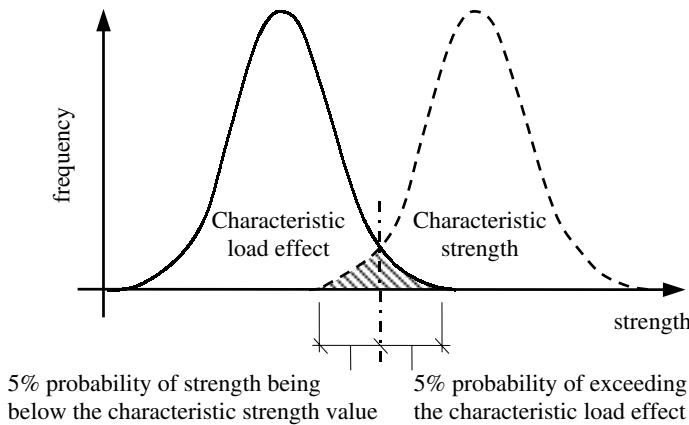 frequency
Characteristic
load effect
Characteristic
strength
strength
5% probability of strength being
below the characteristic strength value
5% probability of exceeding
the characteristic load effect